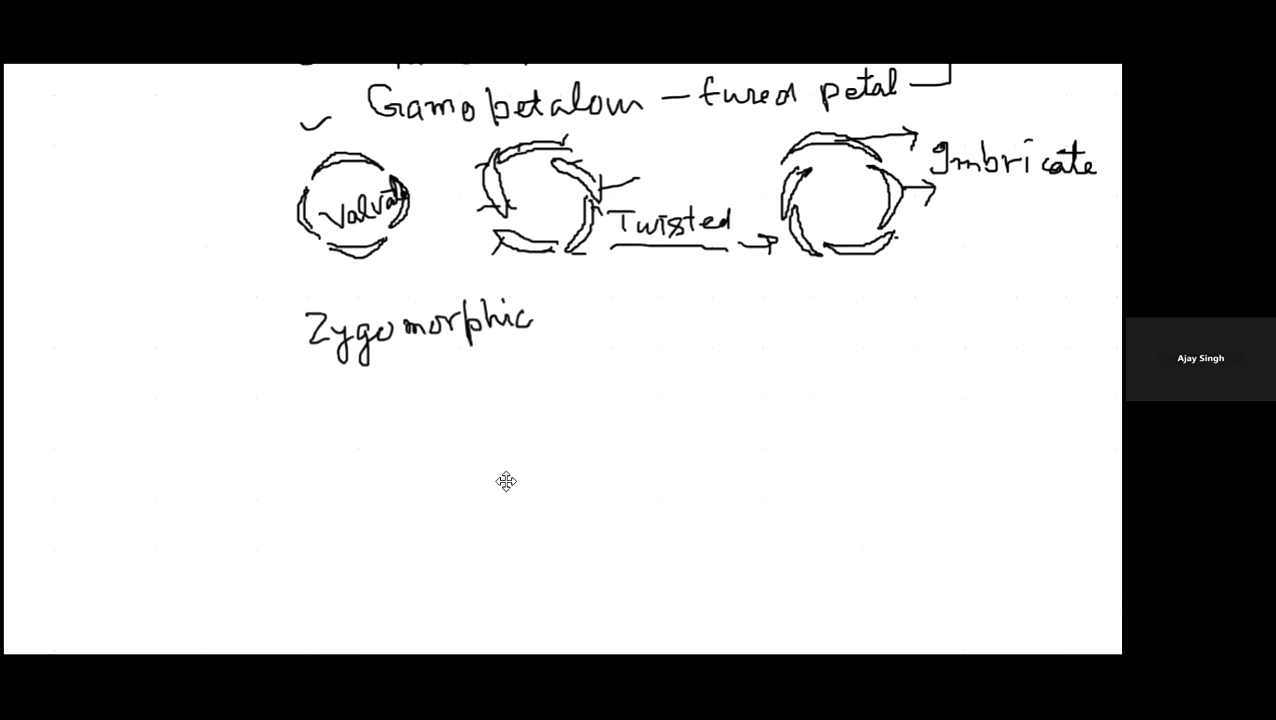 Gamopetalous - fused petal
Imbricate
Valvate
Twisted
Zygomorphic
Ajay Singh